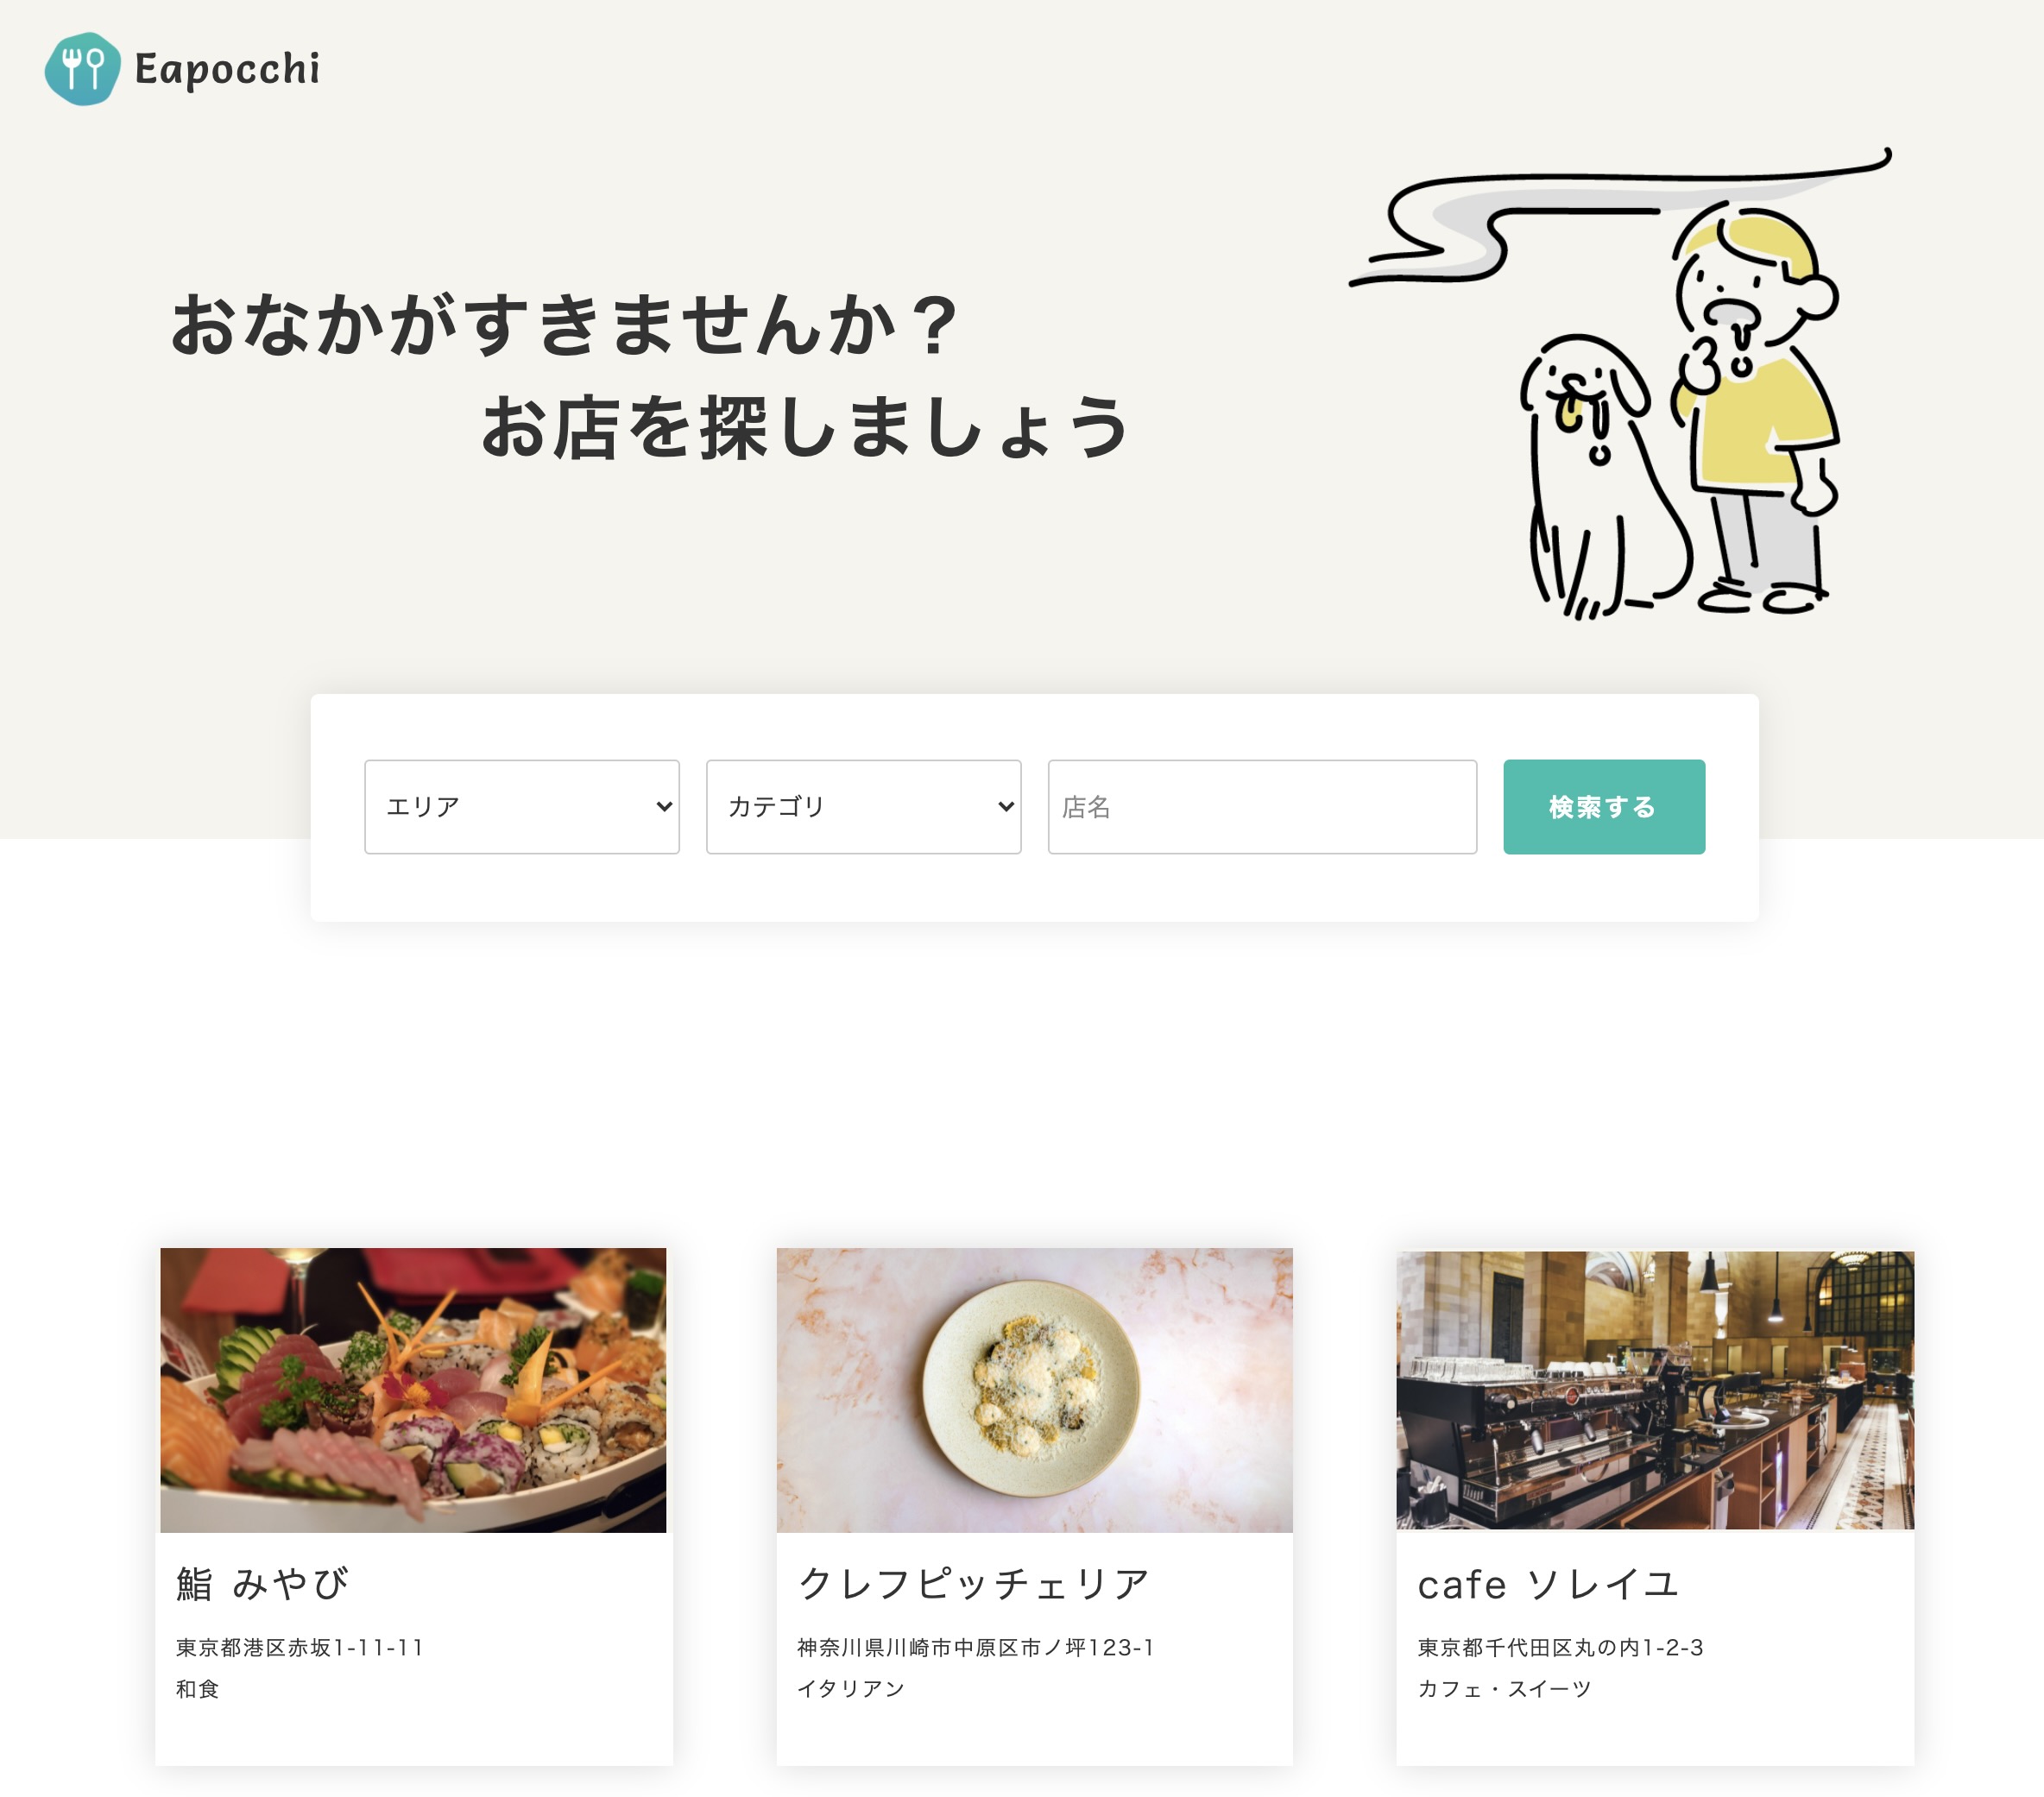 Eapocchi
おなかがすきませんか？
お店を探しましょう
エリア
カテゴリ
店名
検索する
鮨 みやび
東京都港区赤坂1-11-11
和食
クレフピッチェリア
神奈川県川崎市中原区市ノ坪123-1
イタリアン
cafe ソレイユ
東京都千代田区丸の内1-2-3
カフェ・スイーツ